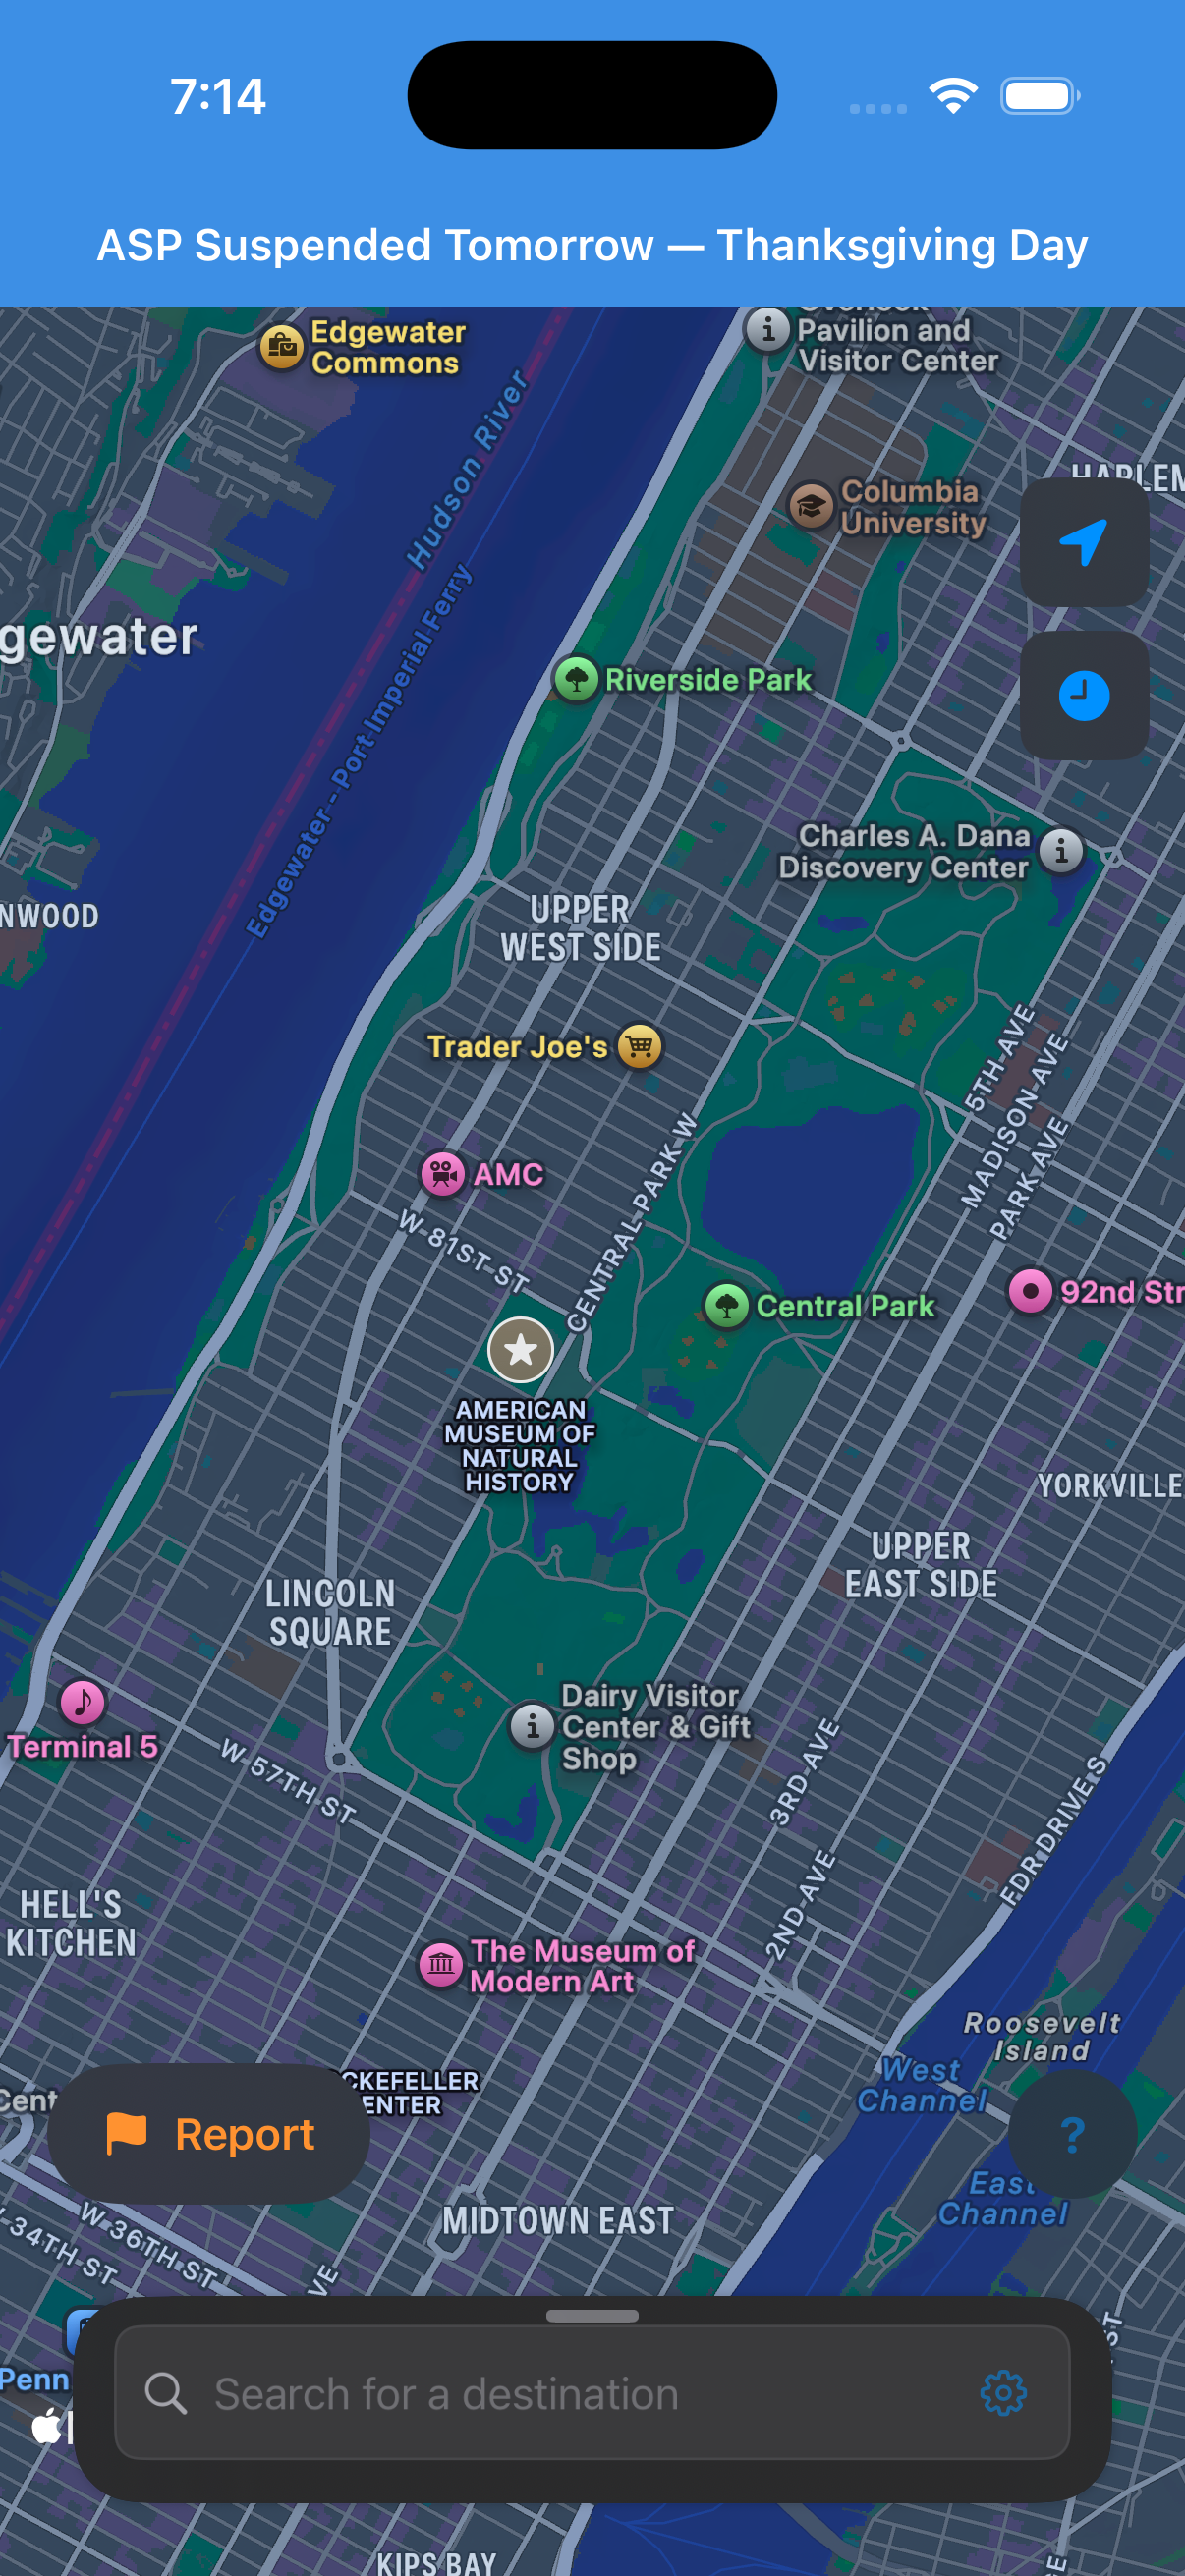 7:14
ASP Suspended Tomorrow — Thanksgiving Day
Edgewater
Commons
Pavilion and
Visitor Center
Hudson River
Columbia
University
HARLEM
gewater
Edgewater - Port Imperial Ferry
Riverside Park
Charles A. Dana
Discovery Center
NWOOD
UPPER
WEST SIDE
Trader Joe's
5TH AVE
MADISON AVE
PARK AVE
AMC
W 81ST ST
CENTRAL PARK W
Central Park
92nd Str
AMERICAN
MUSEUM OF
NATURAL
HISTORY
YORKVILLE
UPPER
EAST SIDE
LINCOLN
SQUARE
Dairy Visitor
Center & Gift
Shop
Terminal 5
W 57TH ST
3RD AVE
FDR DRIVE S
2ND AVE
HELL'S
KITCHEN
The Museum of
Modern Art
Roosevelt
Island
West
Channel
CKEFELLER
ENTER
Cent
Report
?
East
Channel
MIDTOWN EAST
W 36TH ST
34TH ST
VE
Search for a destination
Penn
ST
KIPS BAY